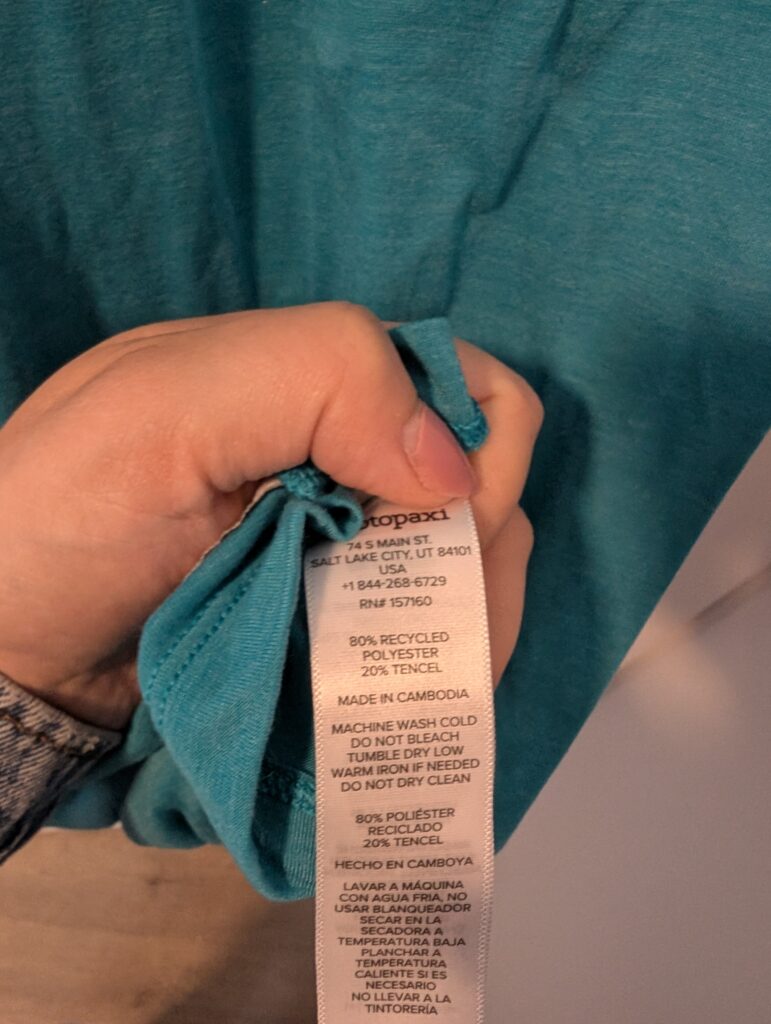 otopaxi
74 S MAIN ST.
SALT LAKE CITY, UT 84101
USA
+1 844-268-6729
RN# 157160
80% RECYCLED
POLYESTER
20% TENCEL
MADE IN CAMBODIA
MACHINE WASH COLD
DO NOT BLEACH
TUMBLE DRY LOW
WARM IRON IF NEEDED
DO NOT DRY CLEAN
80% POLIÉSTER
RECICLADO
20% TENCEL
HECHO EN CAMBOYA
LAVAR A MÁQUINA
CON AGUA FRIA, NO
USAR BLANQUEADOR
SECAR EN LA
SECADORA A
TEMPERATURA BAJA
PLANCHAR A
TEMPERATURA
CALIENTE SI ES
NECESARIO
NO LLEVAR A LA
TINTORERÍA